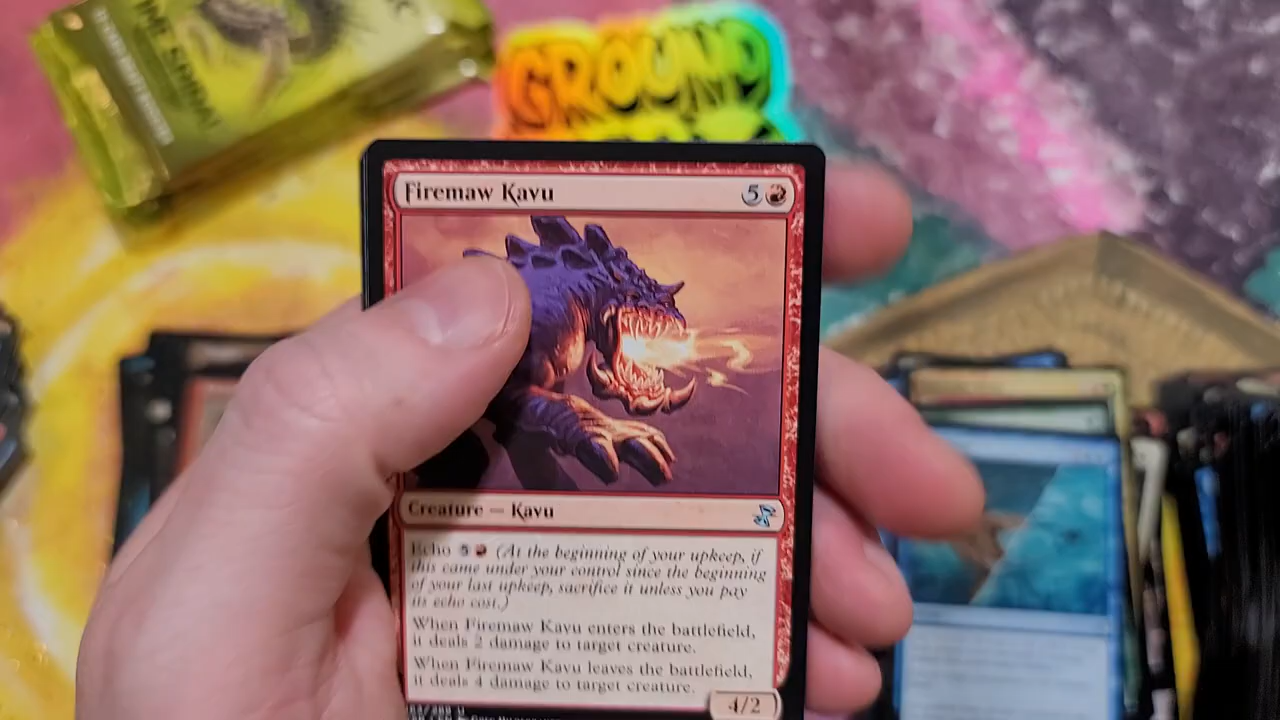 TIME SPIRAL
GROUND
Firemaw Kavu 5
Creature — Kavu
Echo 5 (At the beginning of your upkeep, if
this came under your control since the beginning
of your last upkeep, sacrifice it unless you pay
its echo cost.)
When Firemaw Kavu enters the battlefield,
it deals 2 damage to target creature.
When Firemaw Kavu leaves the battlefield,
it deals 4 damage to target creature.
4/2